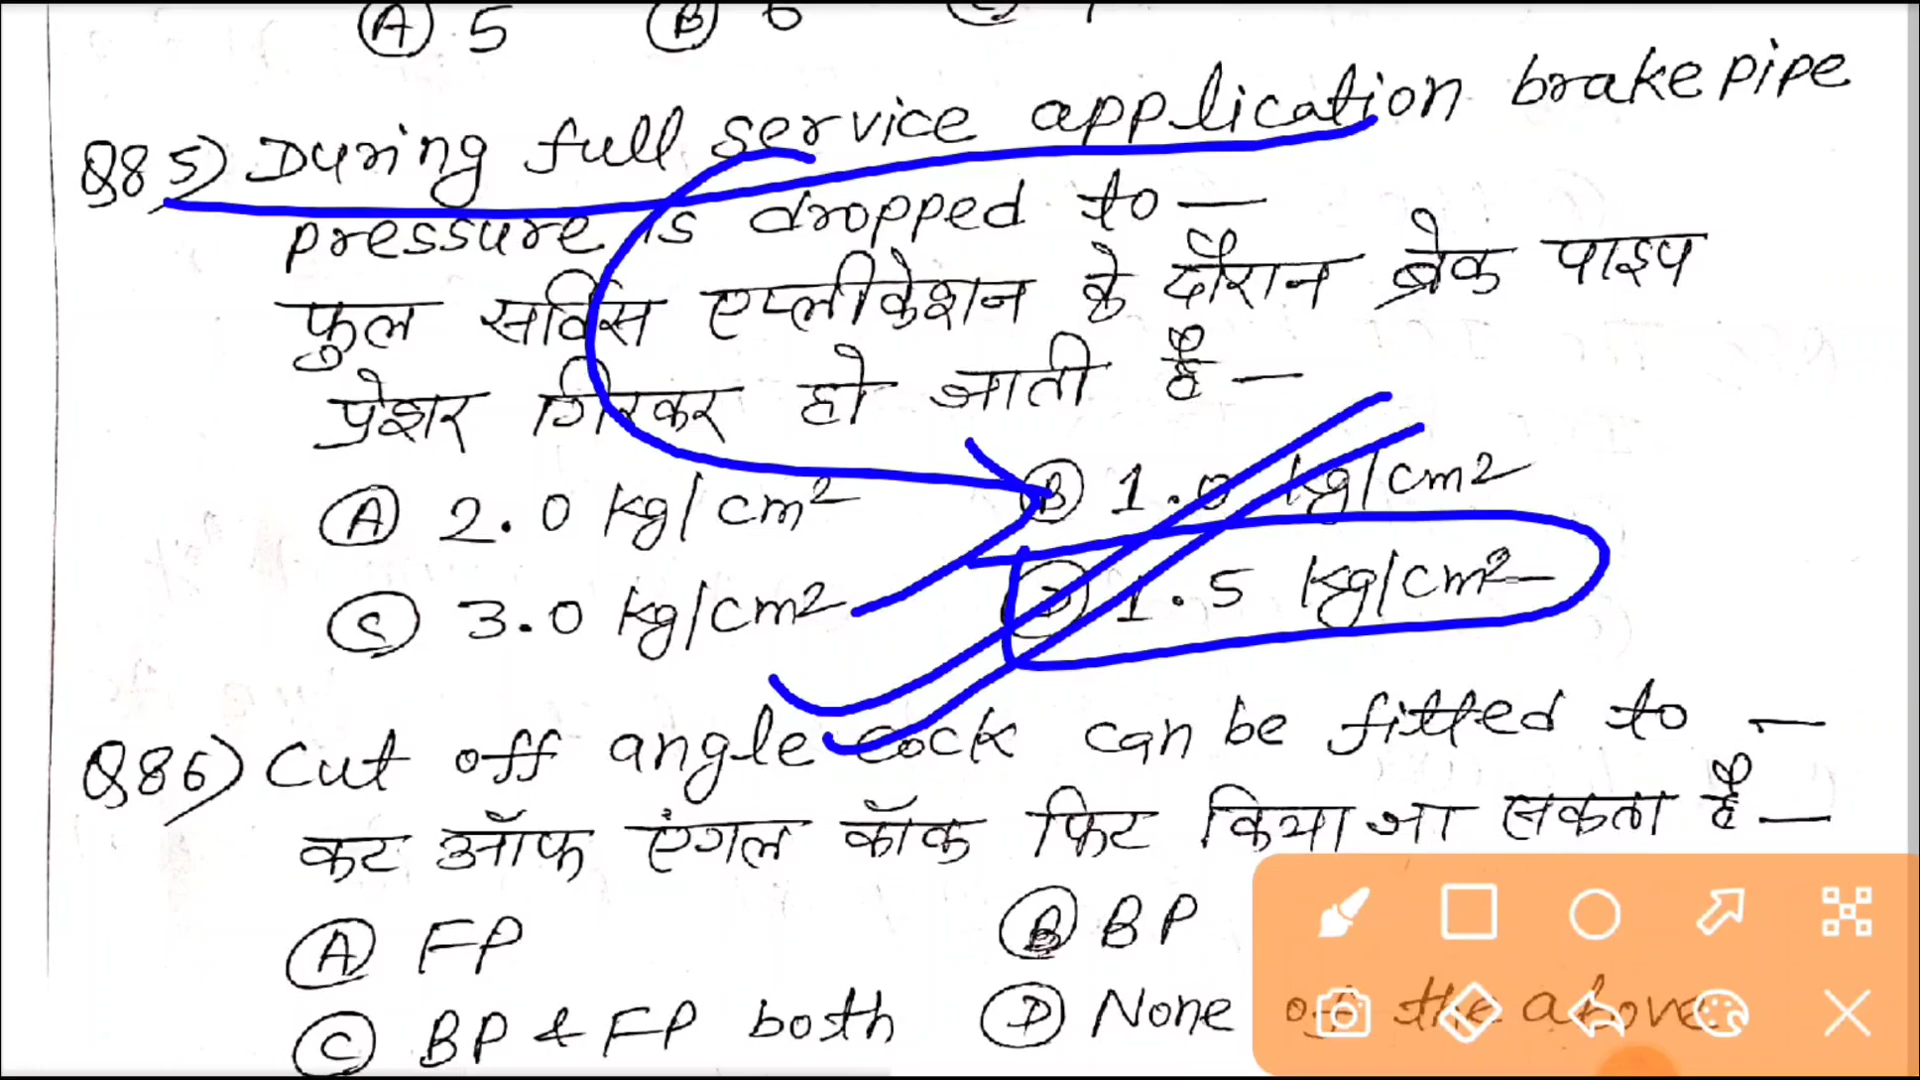 (A) 5 (B) 6
Q85) During full service application brake pipe
pressure is dropped to —
फुल सर्विस एप्लीकेशन के दौरान ब्रेक पाइप
प्रेशर गिरकर हो जाती है —
(A) 2.0 kg/cm2 (B) 1.0 kg/cm2
(C) 3.0 kg/cm2 (D) 1.5 kg/cm2
Q86) Cut off angle cock can be fitted to —
कट ऑफ एंगल कॉक फिट किया जा सकता है —
(A) FP (B) BP
(C) BP & FP both (D) None of the above